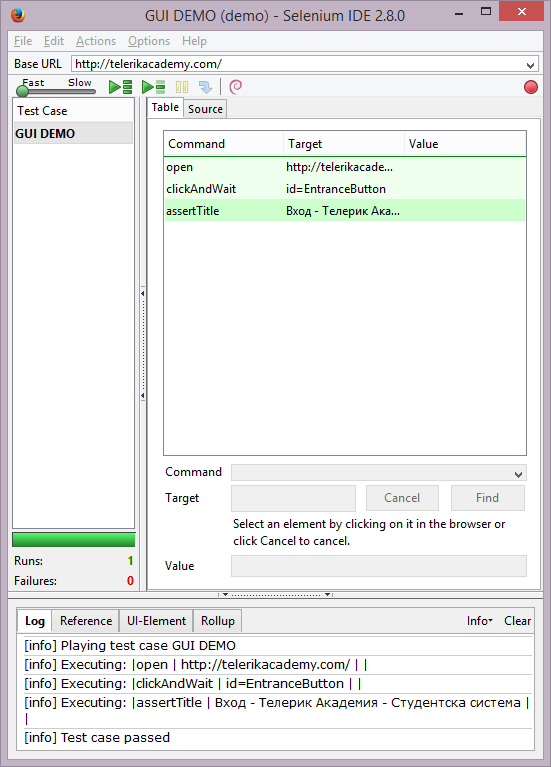 GUI DEMO (demo) - Selenium IDE 2.8.0
File Edit Actions Options Help
Base URL http://telerikacademy.com/
Fast Slow
Test Case
GUI DEMO
Table Source
Command Target Value
open http://telerikacade...
clickAndWait id=EntranceButton
assertTitle Вход - Телерик Ака...
Command
Target Cancel Find
Select an element by clicking on it in the browser or
click Cancel to cancel.
Value
Runs: 1
Failures: 0
Log Reference UI-Element Rollup Info Clear
[info] Playing test case GUI DEMO
[info] Executing: |open | http://telerikacademy.com/ | |
[info] Executing: |clickAndWait | id=EntranceButton | |
[info] Executing: |assertTitle | Вход - Телерик Академия - Студентска система |
|
[info] Test case passed